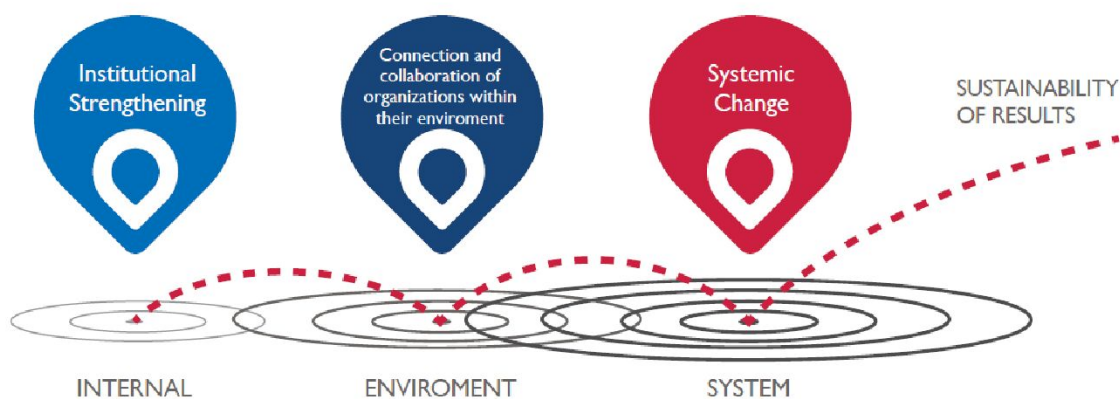 Institutional
Strengthening
Connection and
collaboration of
organizations within
their enviroment
Systemic
Change
SUSTAINABILITY
OF RESULTS
INTERNAL
ENVIROMENT
SYSTEM